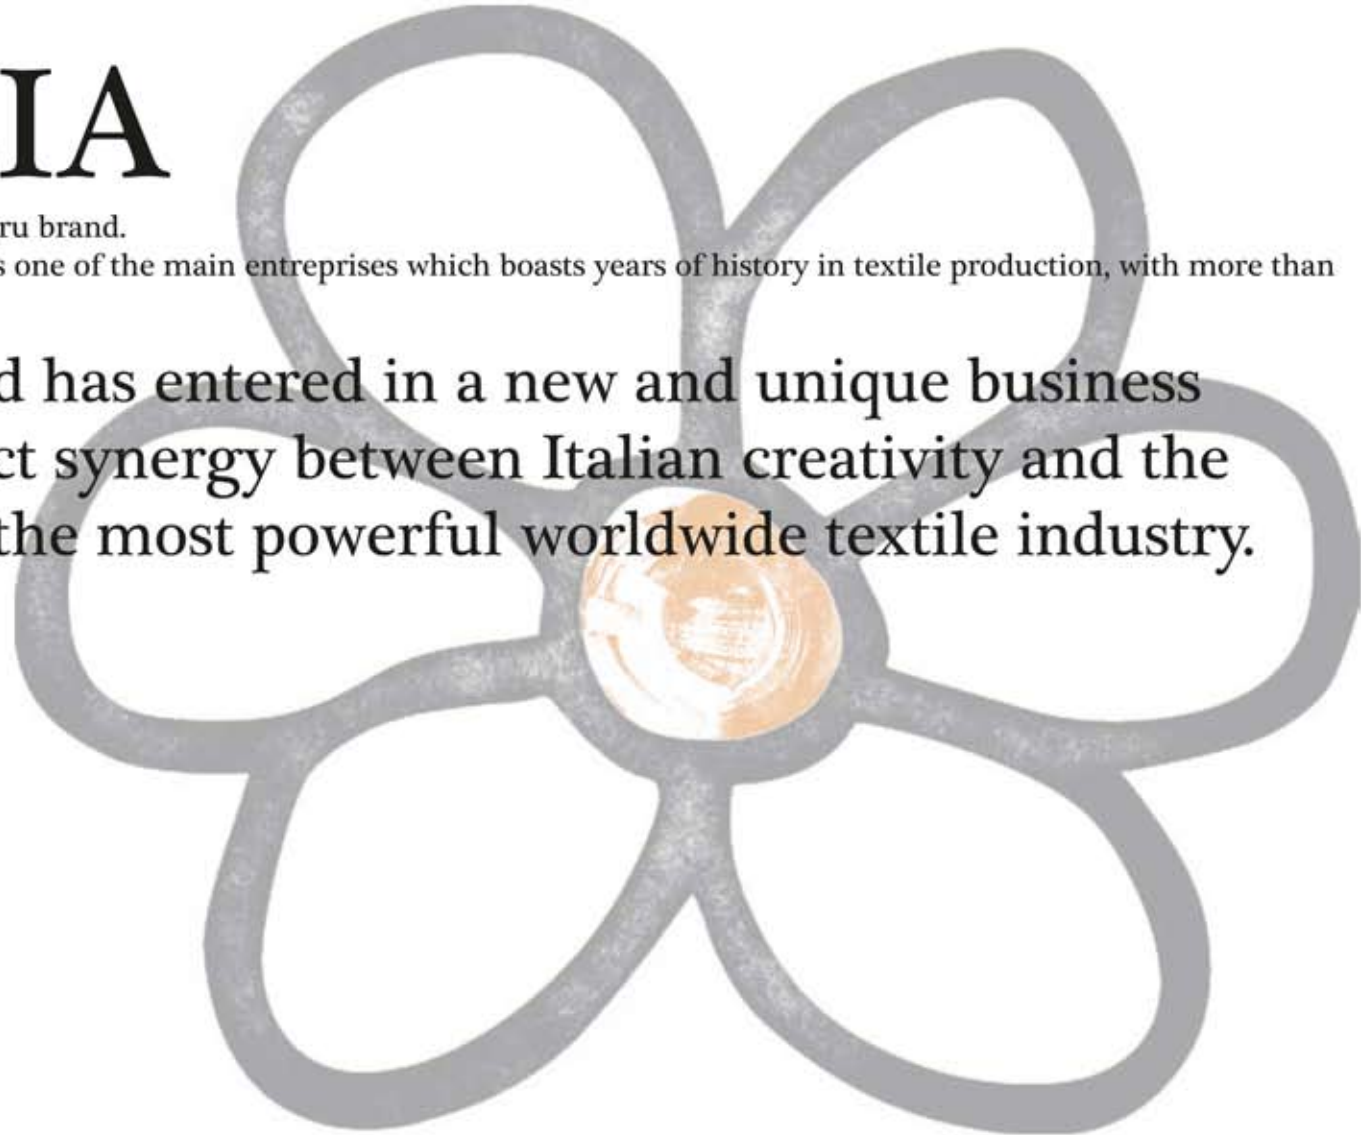 IA
ru brand.
s one of the main entreprises which boasts years of history in textile production, with more than
d has entered in a new and unique business
ct synergy between Italian creativity and the
the most powerful worldwide textile industry.